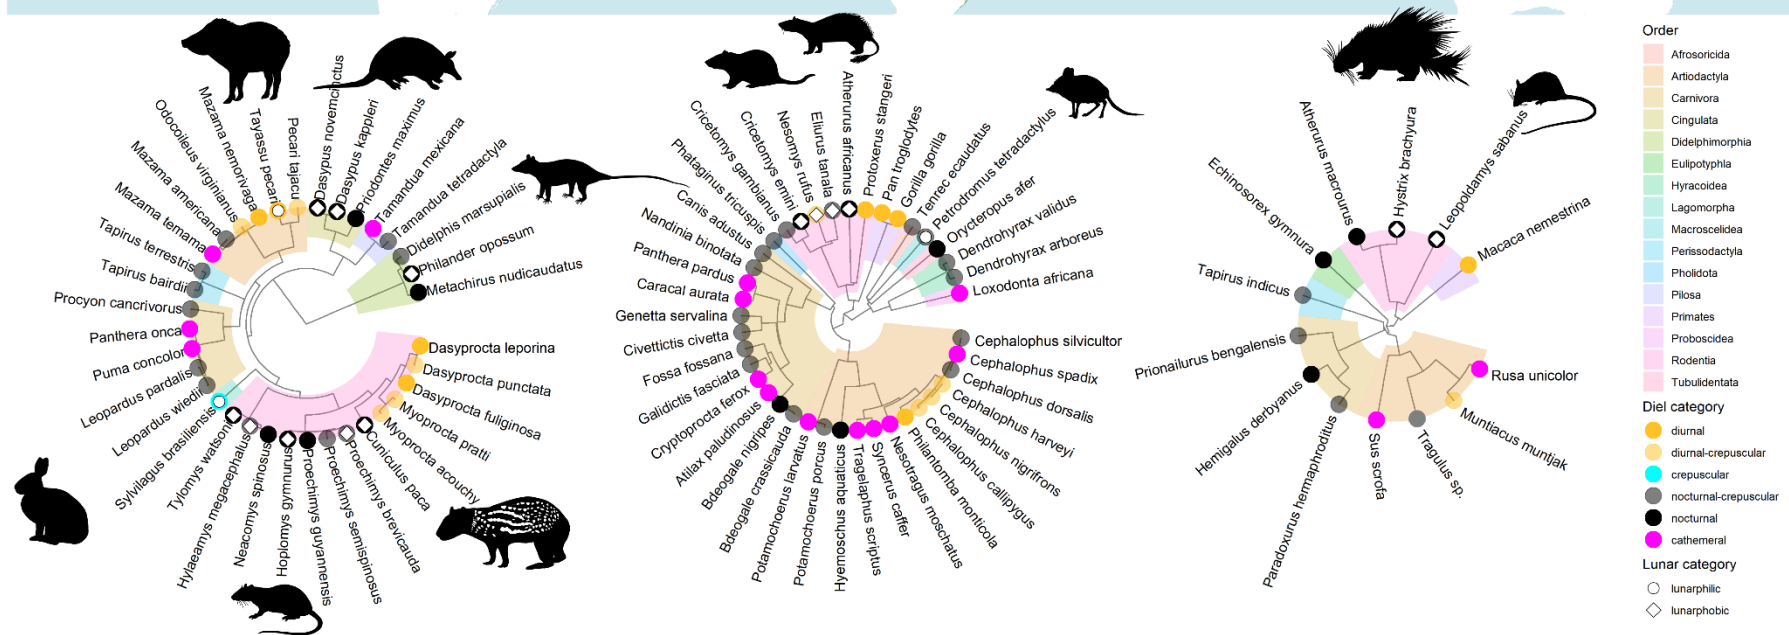 Procyon cancrivorus
Tapirus bairdii
Tapirus terrestris
Mazama temama
Mazama americana
Odocoileus virginianus
Mazama nemorivaga
Tayassu pecari
Pecari tajacu
Dasypus novemcinctus
Dasypus kappleri
Priodontes maximus
Tamandua mexicana
Tamandua tetradactyla
Didelphis marsupialis
Philander opossum
Metachirus nudicaudatus
Dasyprocta leporina
Dasyprocta punctata
Dasyprocta fuliginosa
Myoprocta pratti
Myoprocta acouchy
Cuniculus paca
Proechimys brevicauda
Proechimys semispinosus
Proechimys guyannensis
Hoplomys gymnurus
Neacomys spinosus
Hylaeamys megacephalus
Tylomys watsoni
Sylvilagus brasiliensis
Leopardus wiedii
Leopardus pardalis
Puma concolor
Panthera onca
Genetta servalina
Caracal aurata
Panthera pardus
Nandinia binotata
Canis adustus
Phataginus tricuspis
Cricetomys gambianus
Cricetomys emini
Nesomys rufus
Eliurus tanala
Atherurus africanus
Protoxerus stangeri
Pan troglodytes
Gorilla gorilla
Tenrec ecaudatus
Petrodromus tetradactylus
Orycteropus afer
Dendrohyrax validus
Dendrohyrax arboreus
Loxodonta africana
Cephalophus silvicultor
Cephalophus spadix
Cephalophus dorsalis
Cephalophus harveyi
Cephalophus nigrifrons
Cephalophus callipygus
Philantomba monticola
Nesotragus moschatus
Syncerus caffer
Tragelaphus scriptus
Hyemoschus aquaticus
Potamochoerus porcus
Potamochoerus larvatus
Bdeogale crassicauda
Bdeogale nigripes
Atilax paludinosus
Cryptoprocta ferox
Galidictis fasciata
Fossa fossana
Civettictis civetta
Prionailurus bengalensis
Tapirus indicus
Echinosorex gymnura
Atherurus macrourus
Hystrix brachyura
Leopoldamys sabanus
Macaca nemestrina
Rusa unicolor
Muntiacus muntjak
Tragulus sp.
Sus scrofa
Paradoxurus hermaphroditus
Hemigalus derbyanus
Order
Afrosoricida
Artiodactyla
Carnivora
Cingulata
Didelphimorphia
Eulipotyphla
Hyracoidea
Lagomorpha
Macroscelidea
Perissodactyla
Pholidota
Pilosa
Primates
Proboscidea
Rodentia
Tubulidentata
Diel category
diurnal
diurnal-crepuscular
crepuscular
nocturnal-crepuscular
nocturnal
cathemeral
Lunar category
lunarphilic
lunarphobic